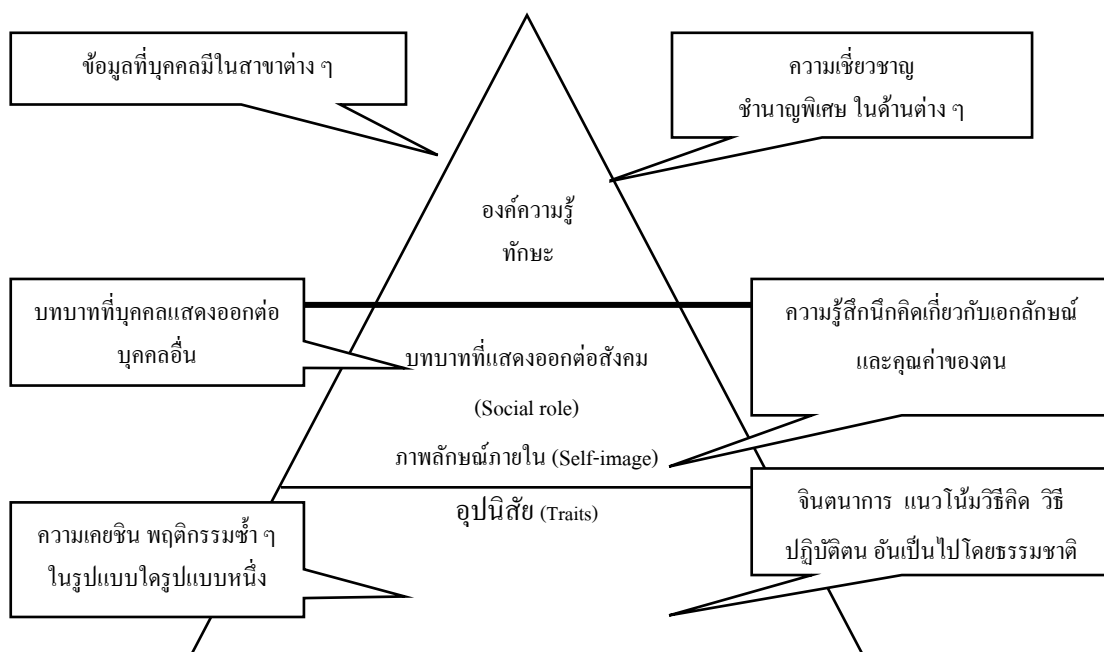 ข้อมูลที่บุคคลมีในสาขาต่าง ๆ
ความเชี่ยวชาญ
ชำนาญพิเศษ ในด้านต่าง ๆ
องค์ความรู้
ทักษะ
บทบาทที่บุคคลแสดงออกต่อ
บุคคลอื่น
ความรู้สึกนึกคิดเกี่ยวกับเอกลักษณ์
และคุณค่าของตน
บทบาทที่แสดงออกต่อสังคม
(Social role)
ภาพลักษณ์ภายใน (Self-image)
อุปนิสัย (Traits)
ความเคยชิน พฤติกรรมซ้ำ ๆ
ในรูปแบบใดรูปแบบหนึ่ง
จินตนาการ แนวโน้มวิธีคิด วิธี
ปฏิบัติตน อันเป็นไปโดยธรรมชาติ